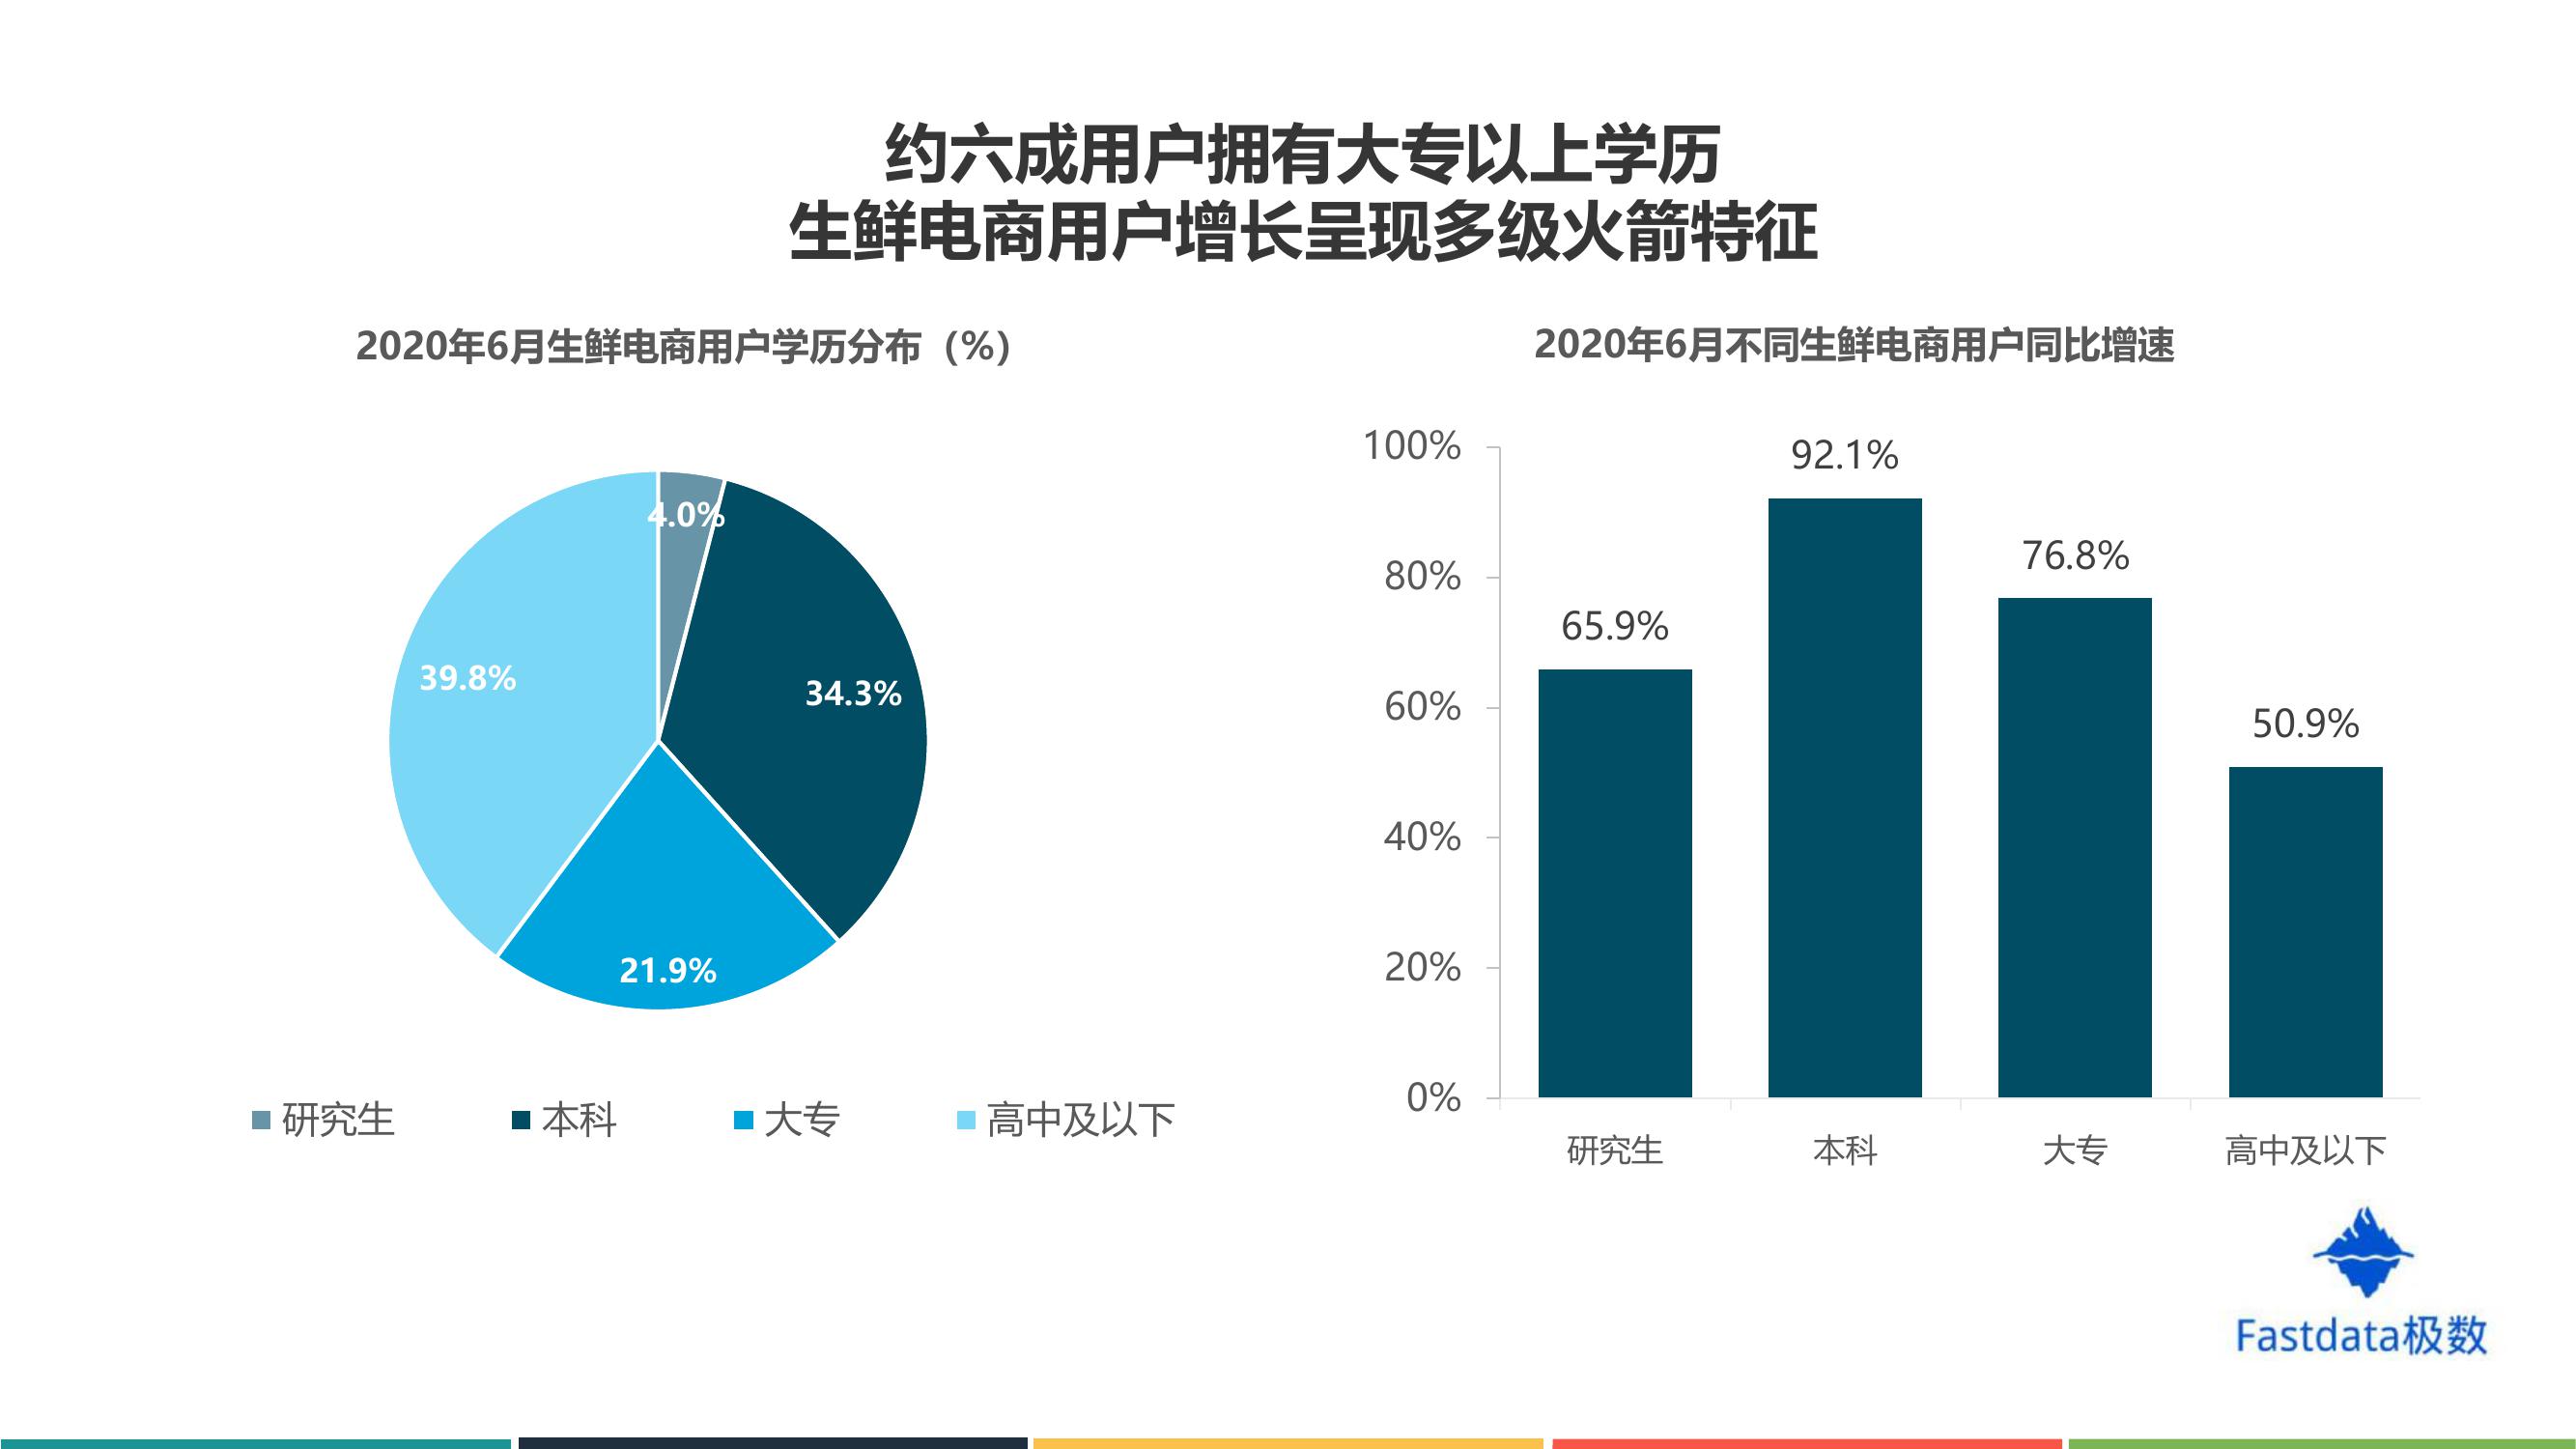 约六成用户拥有大专以上学历
生鲜电商用户增长呈现多级火箭特征
2020年6月生鲜电商用户学历分布（%）
4.0%
34.3%
21.9%
39.8%
研究生 本科 大专 高中及以下
2020年6月不同生鲜电商用户同比增速
100%
80%
60%
40%
20%
0%
65.9%
92.1%
76.8%
50.9%
研究生 本科 大专 高中及以下
Fastdata极数